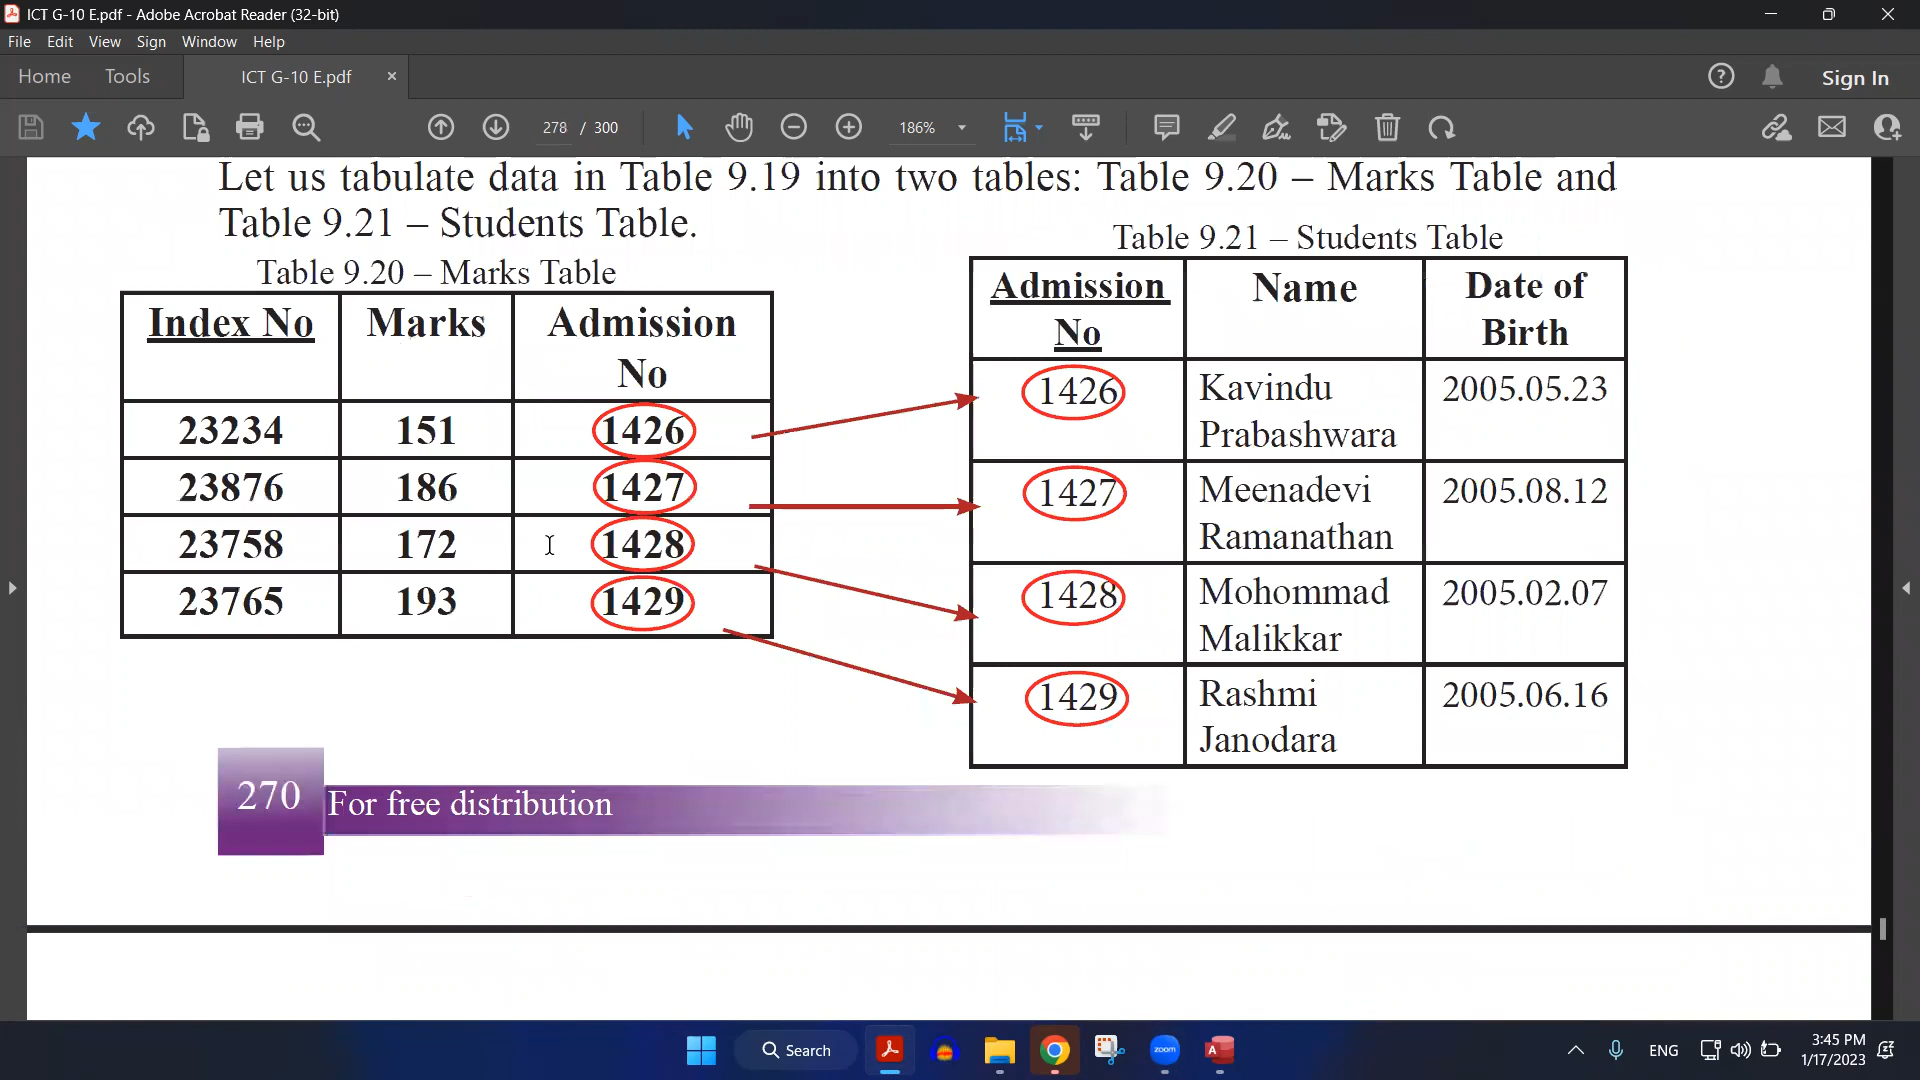 ICT G-10 E.pdf - Adobe Acrobat Reader (32-bit)
File Edit View Sign Window Help
Home Tools ICT G-10 E.pdf × Sign In
278 / 300 186%
Let us tabulate data in Table 9.19 into two tables: Table 9.20 – Marks Table and
Table 9.21 – Students Table.
Table 9.20 – Marks Table
Index No Marks Admission No
23234 151 1426
23876 186 1427
23758 172 1428
23765 193 1429
Table 9.21 – Students Table
Admission No Name Date of Birth
1426 Kavindu Prabashwara 2005.05.23
1427 Meenadevi Ramanathan 2005.08.12
1428 Mohommad Malikkar 2005.02.07
1429 Rashmi Janodara 2005.06.16
270 For free distribution
Search
zoom
A
ENG
3:45 PM
1/17/2023